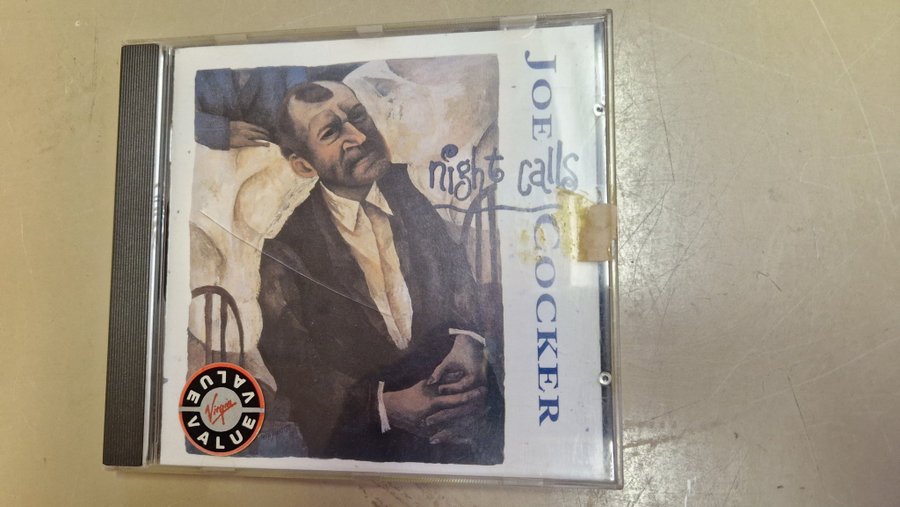 JOE COCKER
night calls
VALUE
Virgin
VALUE